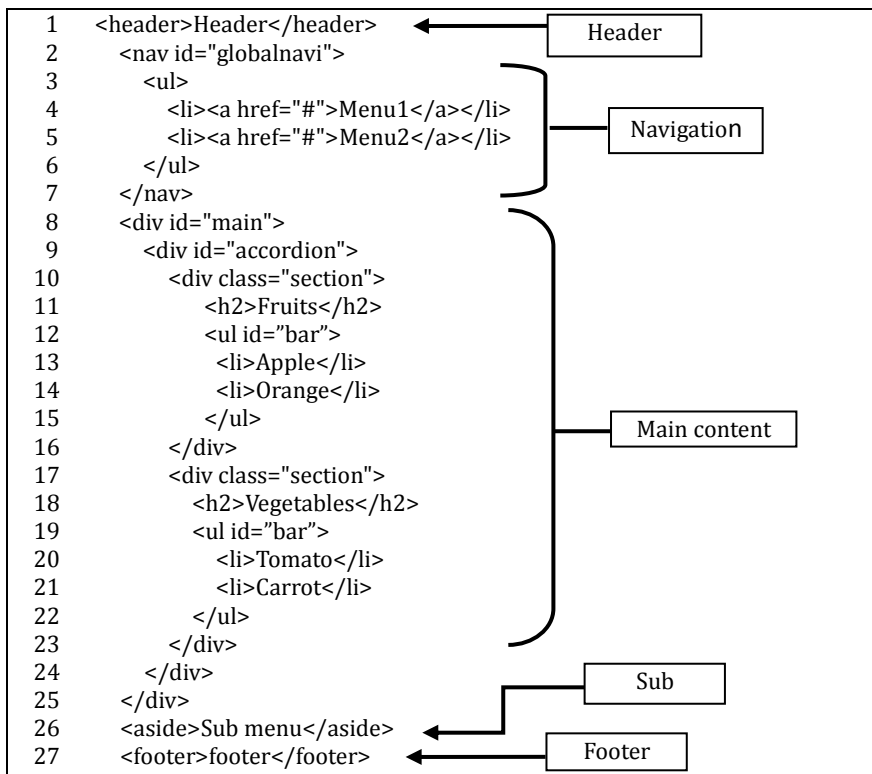 1 <header>Header</header> Header
2 <nav id="globalnavi">
3 <ul>
4 <li><a href="#">Menu1</a></li>
5 <li><a href="#">Menu2</a></li> Navigation
6 </ul>
7 </nav>
8 <div id="main">
9 <div id="accordion">
10 <div class="section">
11 <h2>Fruits</h2>
12 <ul id=”bar”>
13 <li>Apple</li>
14 <li>Orange</li>
15 </ul>
16 </div> Main content
17 <div class="section">
18 <h2>Vegetables</h2>
19 <ul id=”bar”>
20 <li>Tomato</li>
21 <li>Carrot</li>
22 </ul>
23 </div>
24 </div> Sub
25 </div>
26 <aside>Sub menu</aside>
27 <footer>footer</footer> Footer